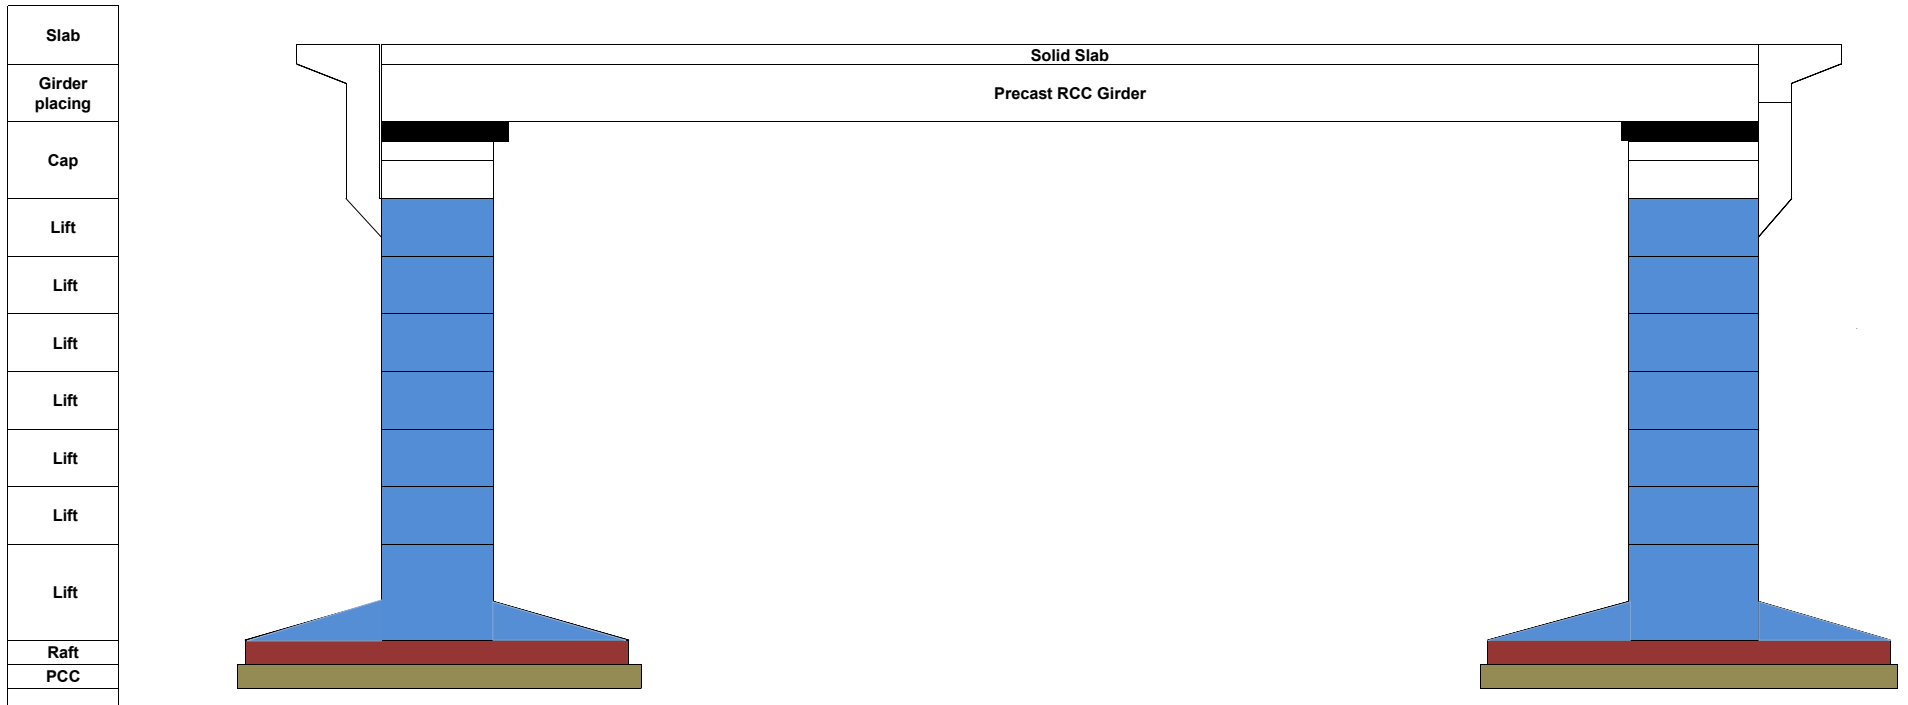 Slab
Girder
placing
Cap
Lift
Lift
Lift
Lift
Lift
Lift
Lift
Raft
PCC
Solid Slab
Precast RCC Girder